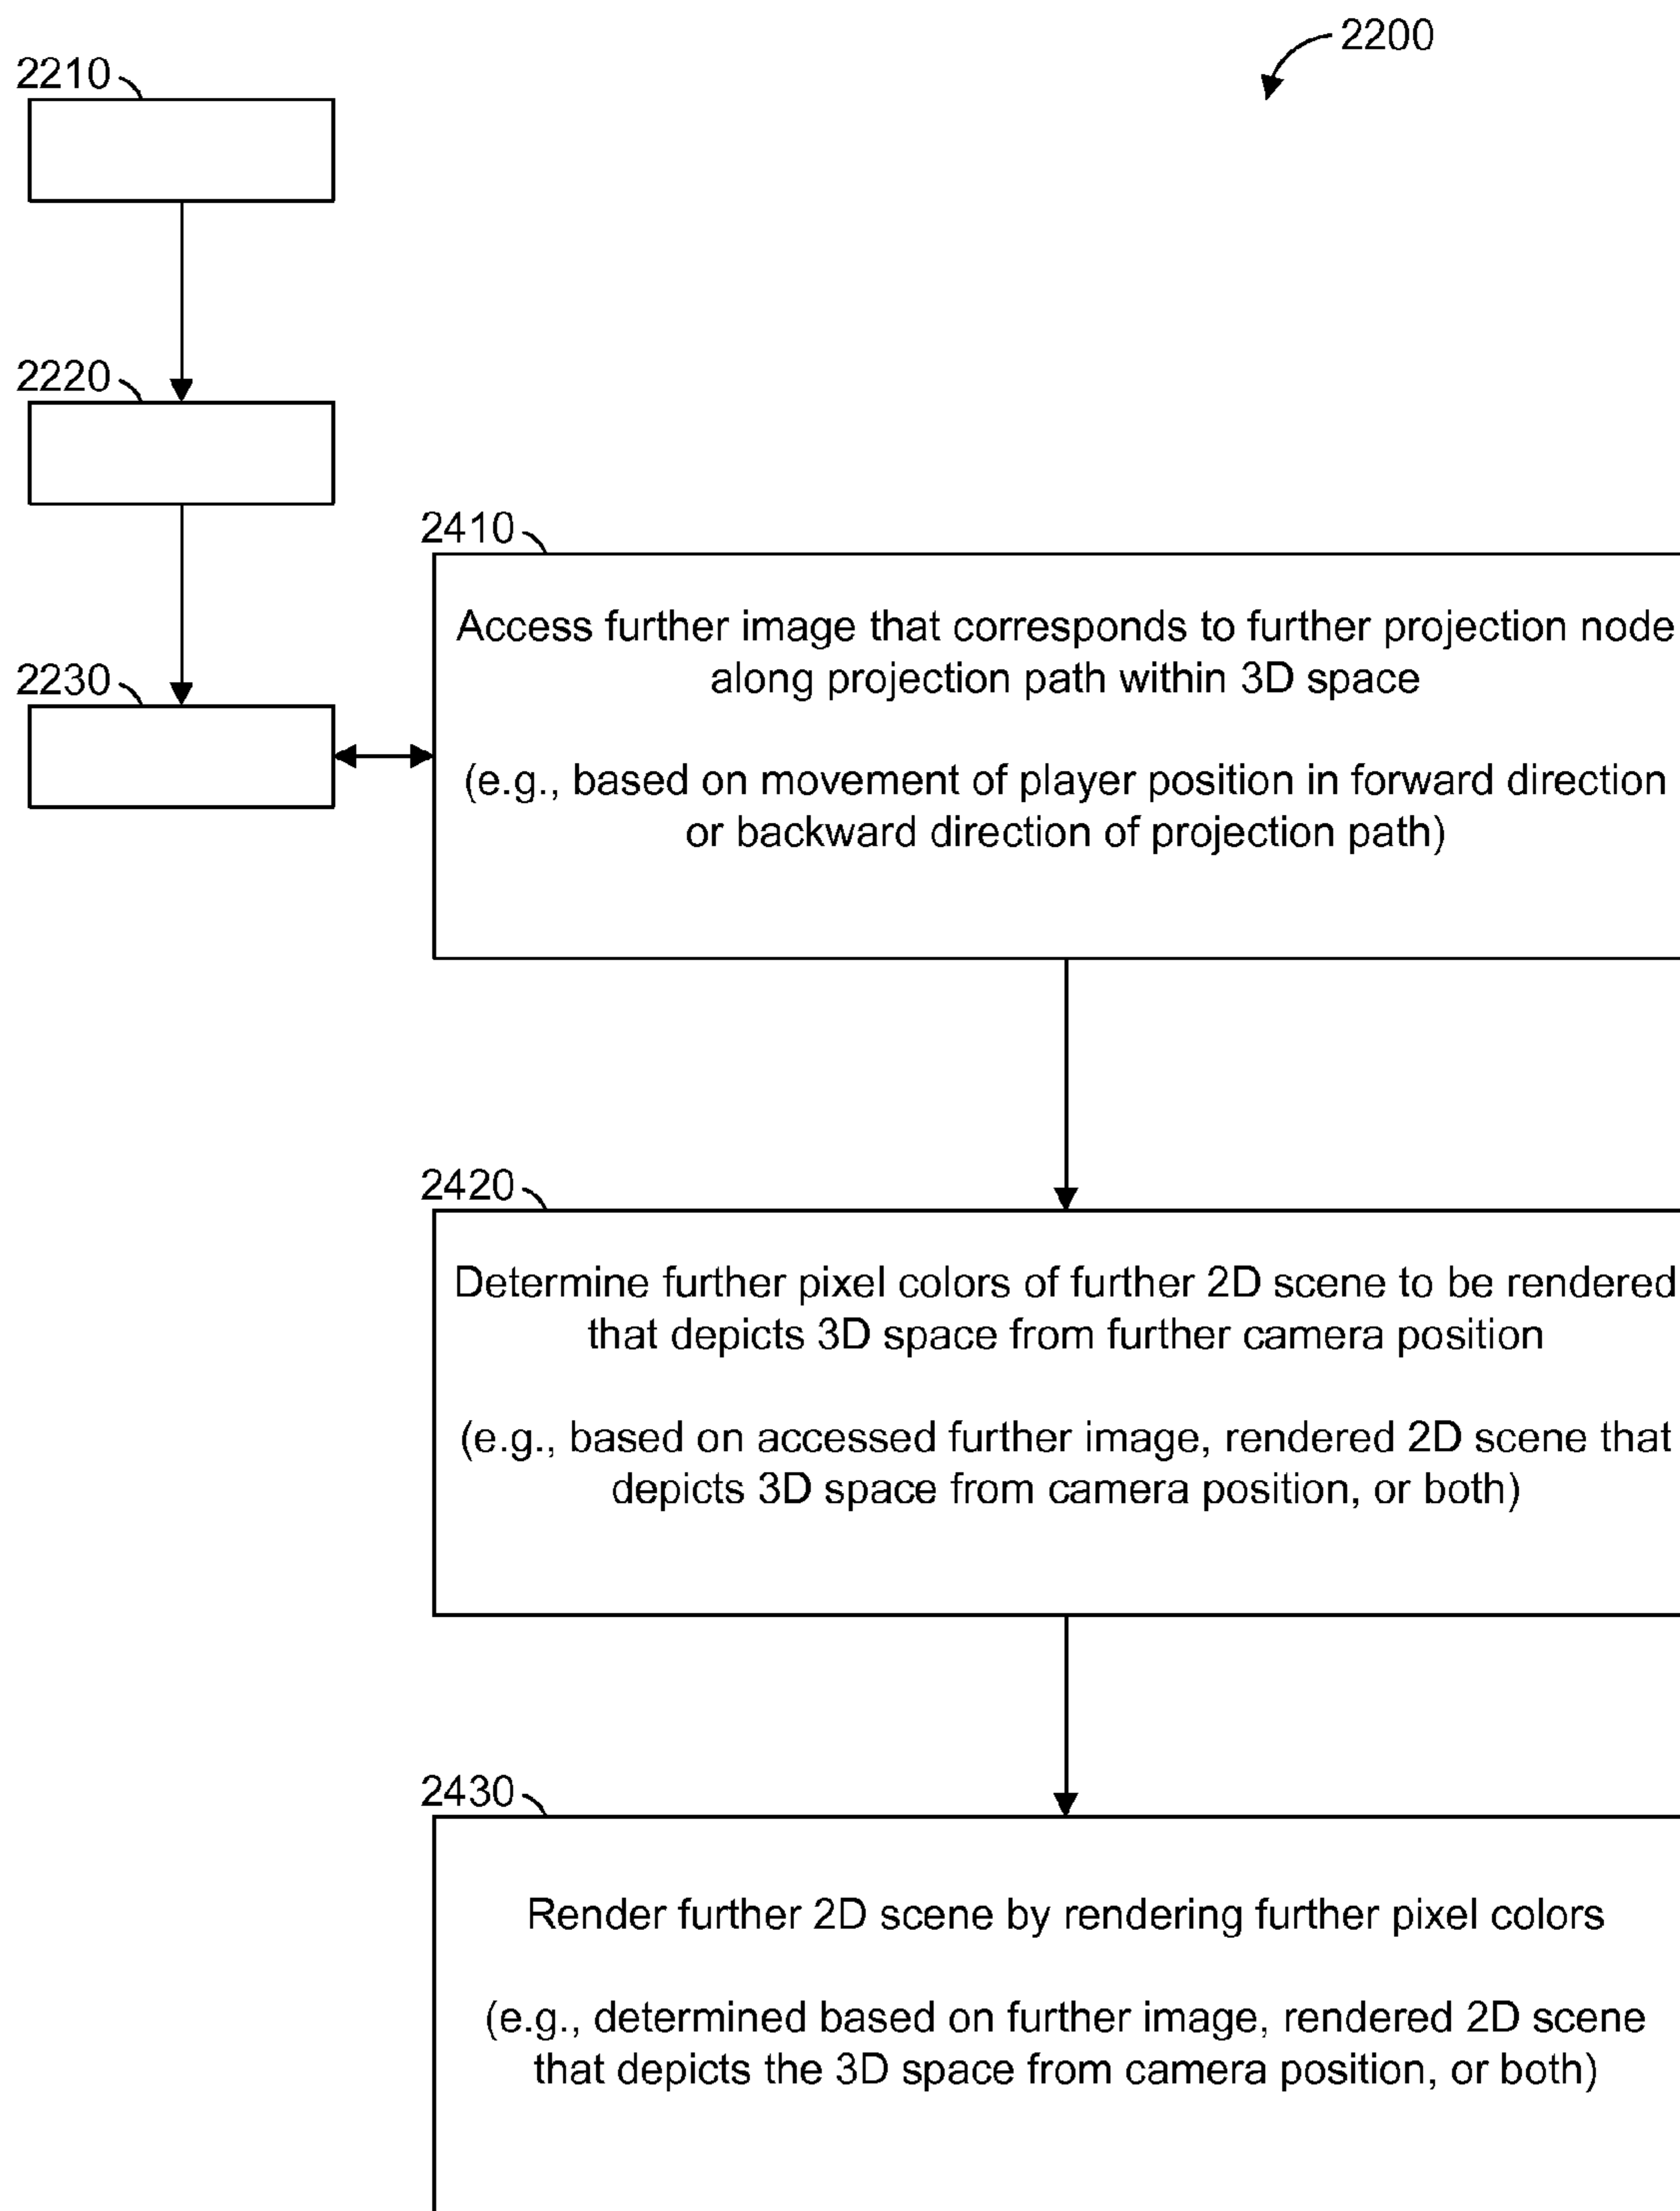 2200
2210
2220
2230
2410
Access further image that corresponds to further projection node
along projection path within 3D space
(e.g., based on movement of player position in forward direction
or backward direction of projection path)
2420
Determine further pixel colors of further 2D scene to be rendered
that depicts 3D space from further camera position
(e.g., based on accessed further image, rendered 2D scene that
depicts 3D space from camera position, or both)
2430
Render further 2D scene by rendering further pixel colors
(e.g., determined based on further image, rendered 2D scene
that depicts the 3D space from camera position, or both)